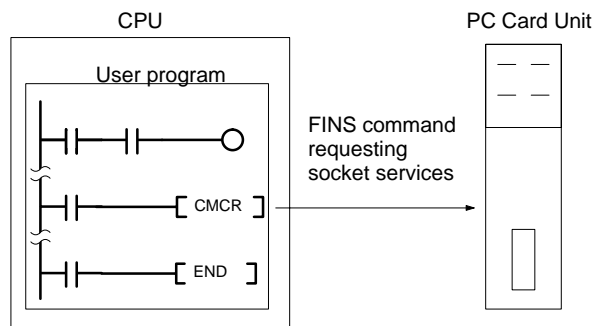 CPU
PC Card Unit
User program
FINS command
requesting
socket services
CMCR
END